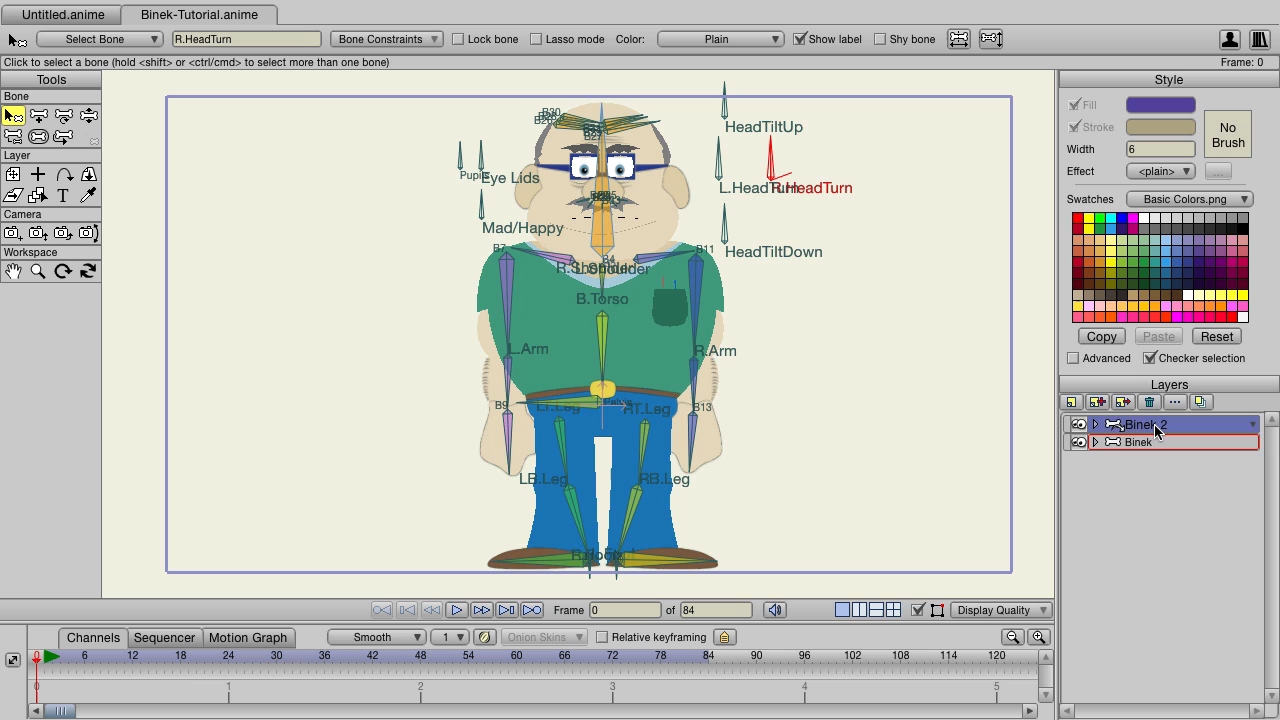 Untitled.anime
Binek-Tutorial.anime
Select Bone
R.HeadTurn
Bone Constraints
Lock bone
Lasso mode
Color:
Plain
Show label
Shy bone
Click to select a bone (hold <shift> or <ctrl/cmd> to select more than one bone)
Frame: 0
Tools
Bone
Layer
Camera
Workspace
HeadTiltUp
Eye Lids
R.HeadTurn
Mad/Happy
HeadTiltDown
B7
B11
B.Torso
L.Arm
R.Arm
B9
B13
LB.Leg
RB.Leg
Style
Fill
Stroke
No
Brush
Width
6
Effect
<plain>
...
Swatches
Basic Colors.png
Copy
Paste
Reset
Advanced
Checker selection
Layers
Binek 2
Binek
Frame
0
of
84
Display Quality
Channels
Sequencer
Motion Graph
Smooth
1
Onion Skins
Relative keyframing
0 6 12 18 24 30 36 42 48 54 60 66 72 78 84 90 96 102 108 114 120
0 1 2 3 4 5